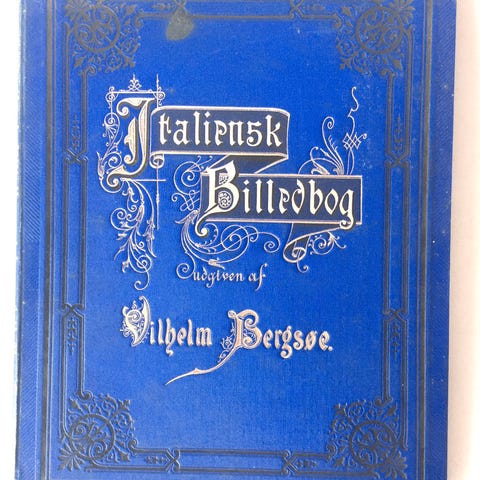 Italiensk
Billedbog
udgiven af
Vilhelm Bergsøe.